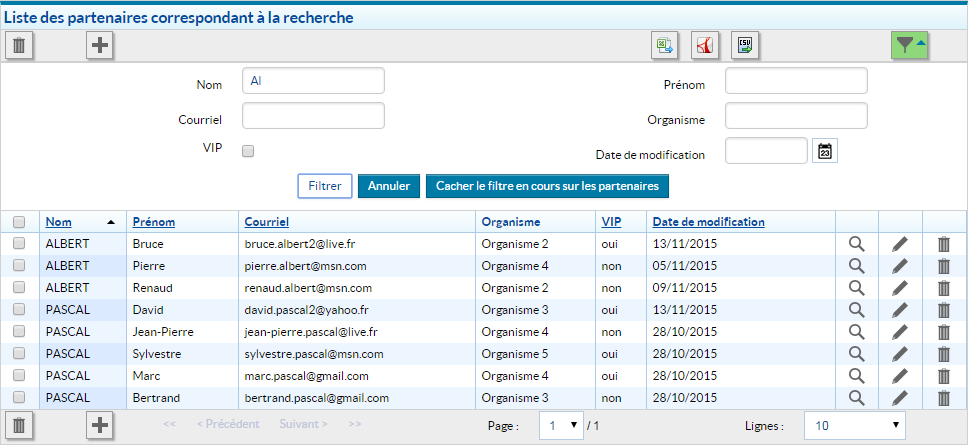 Liste des partenaires correspondant à la recherche
CSV
Nom Al Prénom
Courriel Organisme
VIP Date de modification 23
Filtrer Annuler Cacher le filtre en cours sur les partenaires
Nom Prénom Courriel Organisme VIP Date de modification
ALBERT Bruce bruce.albert2@live.fr Organisme 2 oui 13/11/2015
ALBERT Pierre pierre.albert@msn.com Organisme 4 non 05/11/2015
ALBERT Renaud renaud.albert@msn.com Organisme 2 non 09/11/2015
PASCAL David david.pascal2@yahoo.fr Organisme 3 oui 13/11/2015
PASCAL Jean-Pierre jean-pierre.pascal@live.fr Organisme 4 non 28/10/2015
PASCAL Sylvestre sylvestre.pascal@msn.com Organisme 5 oui 28/10/2015
PASCAL Marc marc.pascal@gmail.com Organisme 4 oui 28/10/2015
PASCAL Bertrand bertrand.pascal@gmail.com Organisme 3 non 28/10/2015
<< < Précédent Suivant > >> Page : 1 / 1 Lignes : 10